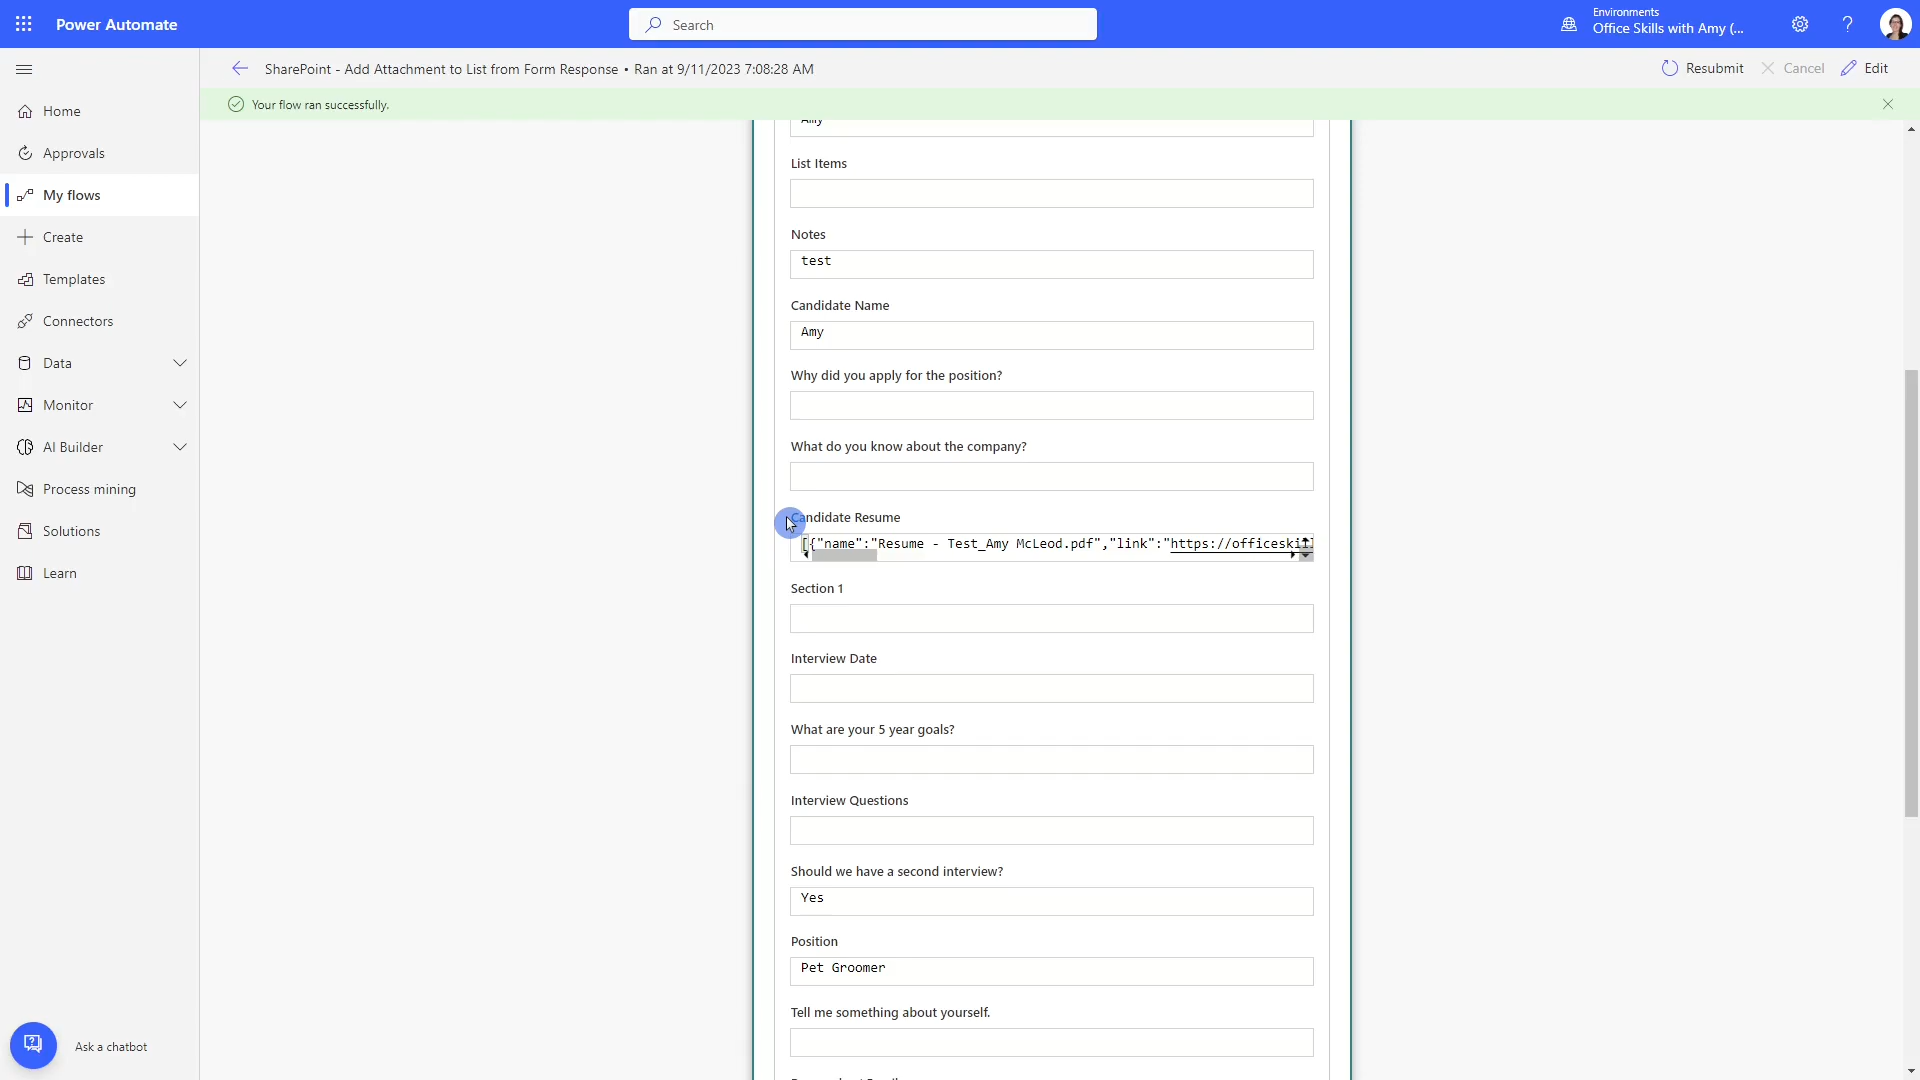 Power Automate
Search
Environments
Office Skills with Amy (...
SharePoint - Add Attachment to List from Form Response • Ran at 9/11/2023 7:08:28 AM
Resubmit
Cancel
Edit
Your flow ran successfully.
Home
Approvals
My flows
Create
Templates
Connectors
Data
Monitor
AI Builder
Process mining
Solutions
Learn
Ask a chatbot
Amy
List Items
Notes
test
Candidate Name
Amy
Why did you apply for the position?
What do you know about the company?
Candidate Resume
[{"name":"Resume - Test_Amy McLeod.pdf","link":"https://officeskill
Section 1
Interview Date
What are your 5 year goals?
Interview Questions
Should we have a second interview?
Yes
Position
Pet Groomer
Tell me something about yourself.